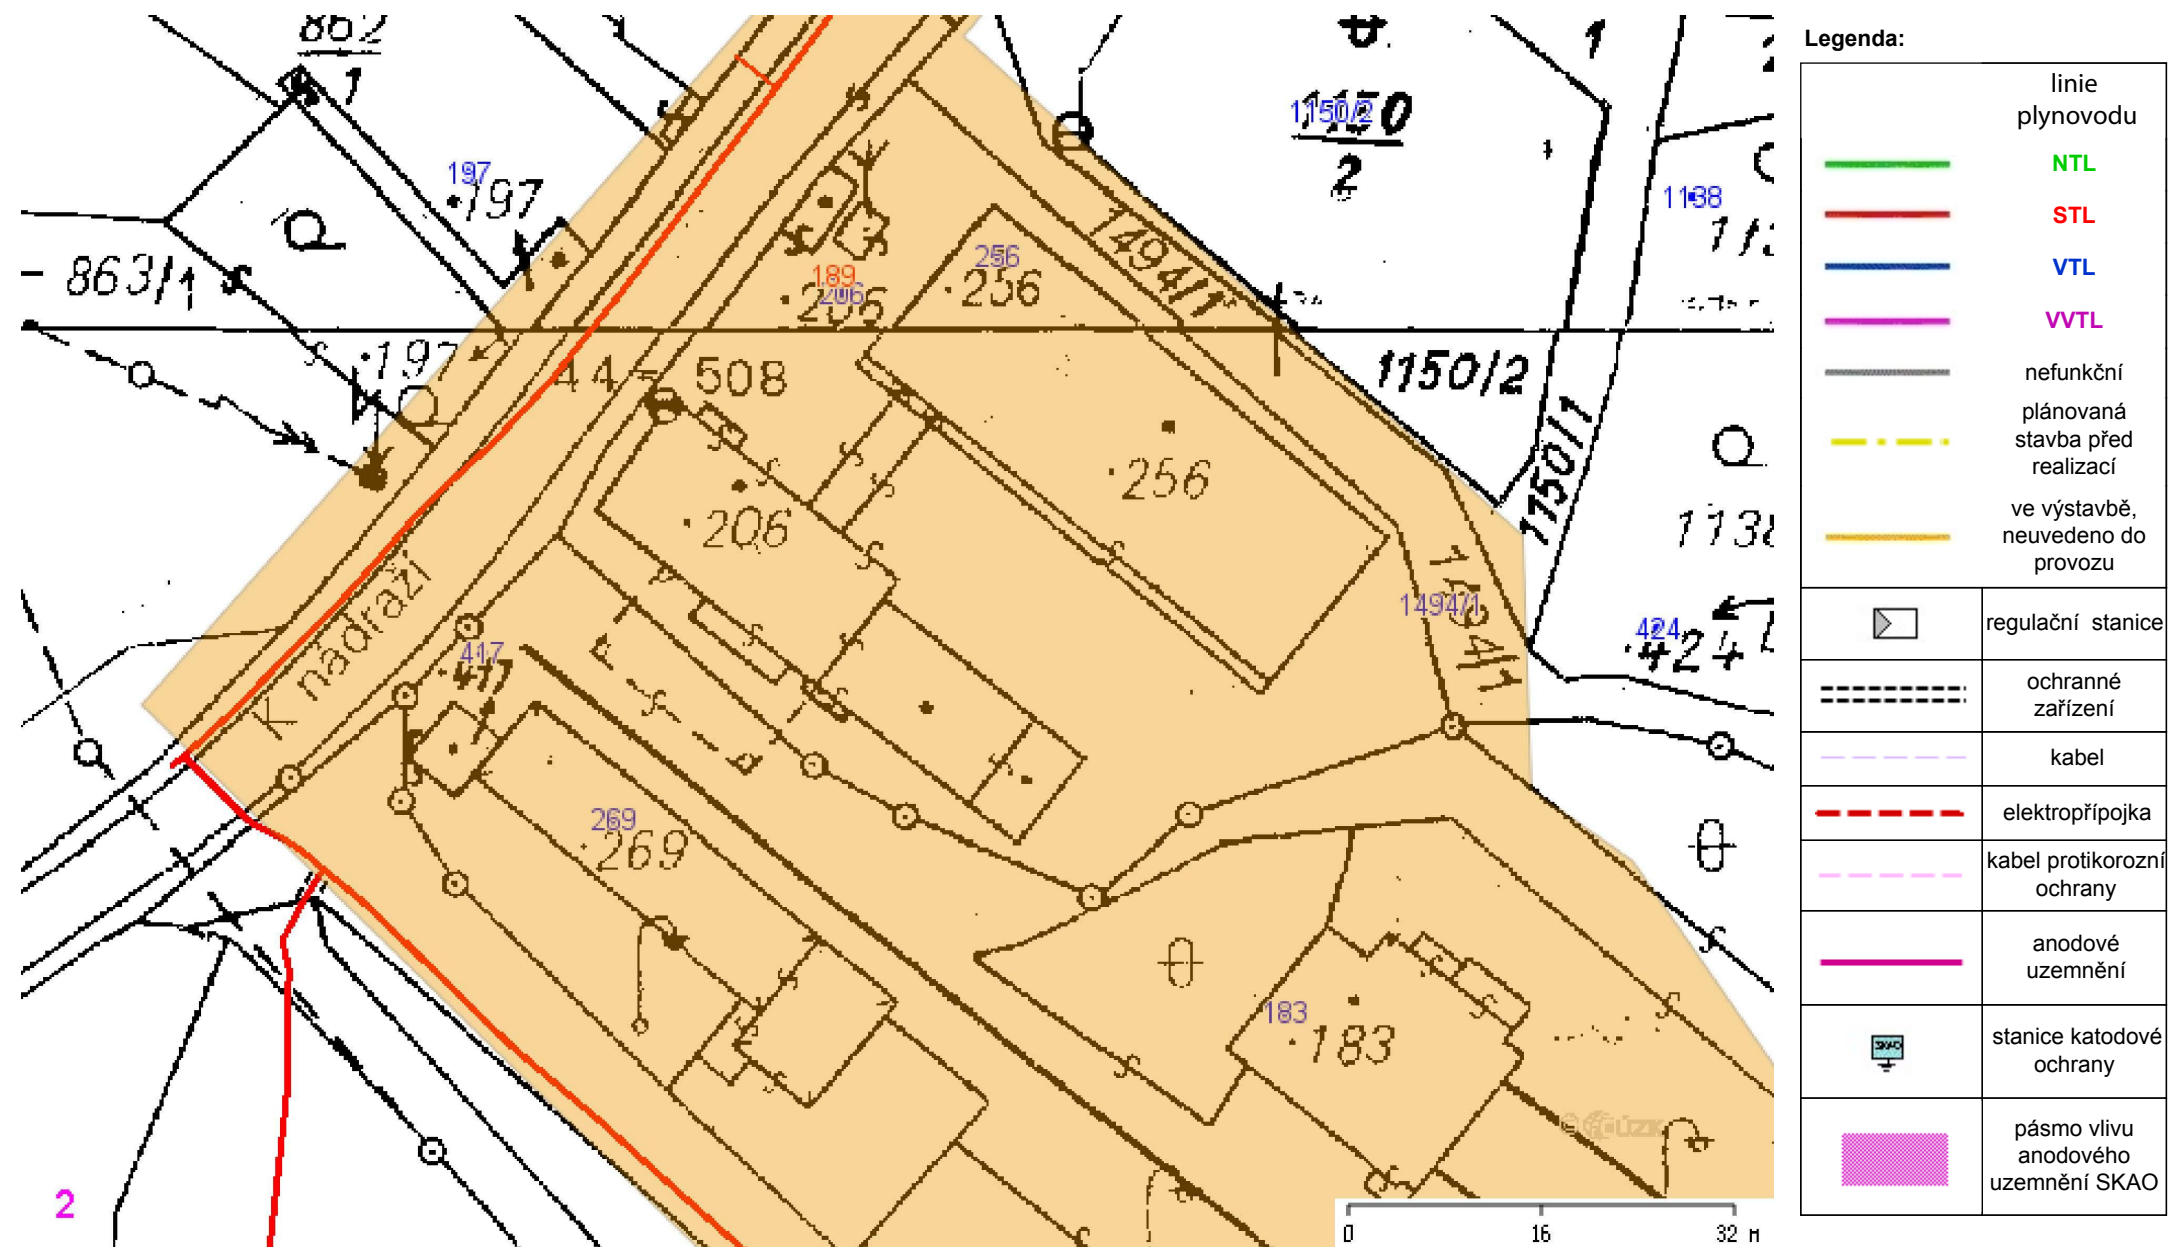 862
1
197
197
863/1
197
1150/2
1150
2
1
1138
1494/1
256
256
189
206
206
44- 508
1150/2
1150/1
256
206
K nádraží
417
1494/1
1494/1
424
424
269
269
183
183
2
0 16 32 M
Legenda:
linie
plynovodu
NTL
STL
VTL
VVTL
nefunkční
plánovaná
stavba před
realizací
ve výstavbě,
neuvedeno do
provozu
regulační stanice
ochranné
zařízení
kabel
elektropřípojka
kabel protikorozní
ochrany
anodové
uzemnění
SKAO
stanice katodové
ochrany
pásmo vlivu
anodového
uzemnění SKAO